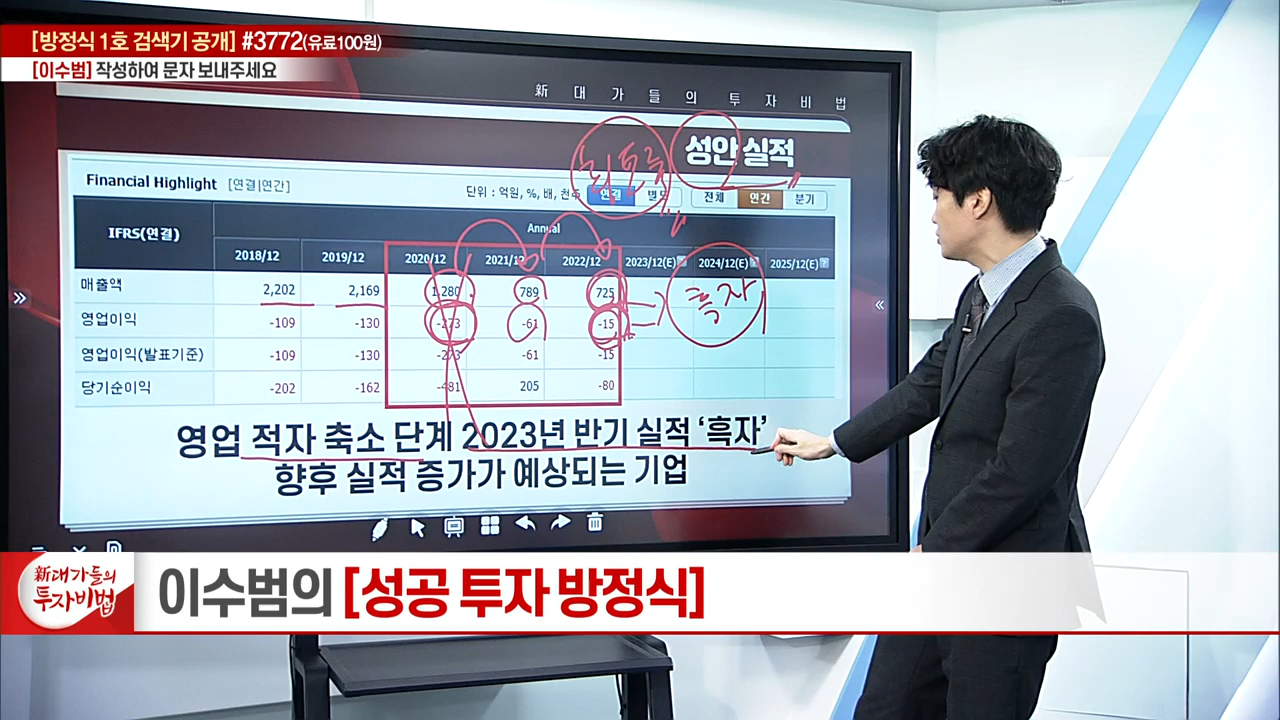 [방정식 1호 검색기 공개] #3772(유료100원)
[이수범] 작성하여 문자 보내주세요
新 대 가 들 의 투 자 비 법
성안 실적
Financial Highlight [연결|연간]
단위 : 억원, %, 배, 천주 연결 별도 전체 연간 분기
IFRS(연결) Annual
2018/12 2019/12 2020/12 2021/12 2022/12 2023/12(E) 2024/12(E) 2025/12(E)
매출액 2,202 2,169 1,280 789 725
영업이익 -109 -130 -273 -61 -15
흑자
영업이익(발표기준) -109 -130 -273 -61 -15
당기순이익 -202 -162 -481 205 -80
영업 적자 축소 단계 2023년 반기 실적 ‘흑자’
향후 실적 증가가 예상되는 기업
新대가들의
투자비법
이수범의 [성공 투자 방정식]